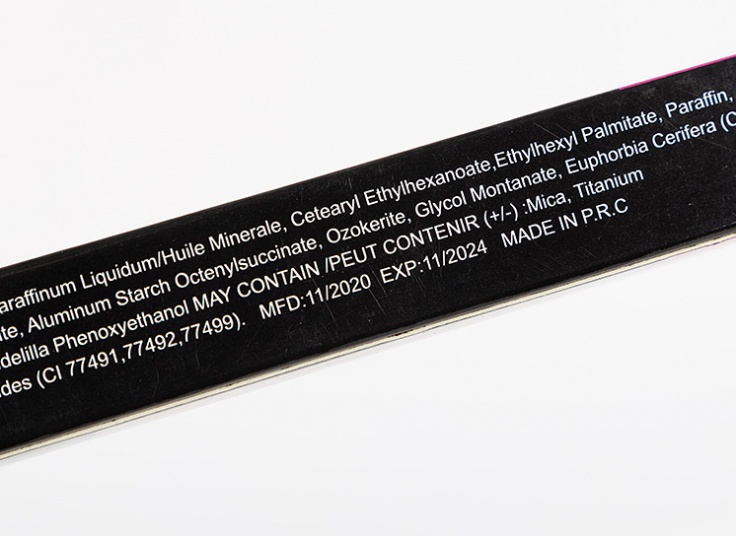 araffinum Liquidum/Huile Minerale, Cetearyl Ethylhexanoate,Ethylhexyl Palmitate, Paraffin,
te, Aluminum Starch Octenylsuccinate, Ozokerite, Glycol Montanate, Euphorbia Cerifera (C
delilla Phenoxyethanol MAY CONTAIN /PEUT CONTENIR (+/-) :Mica, Titanium
des (CI 77491,77492,77499). MFD:11/2020 EXP:11/2024 MADE IN P.R.C